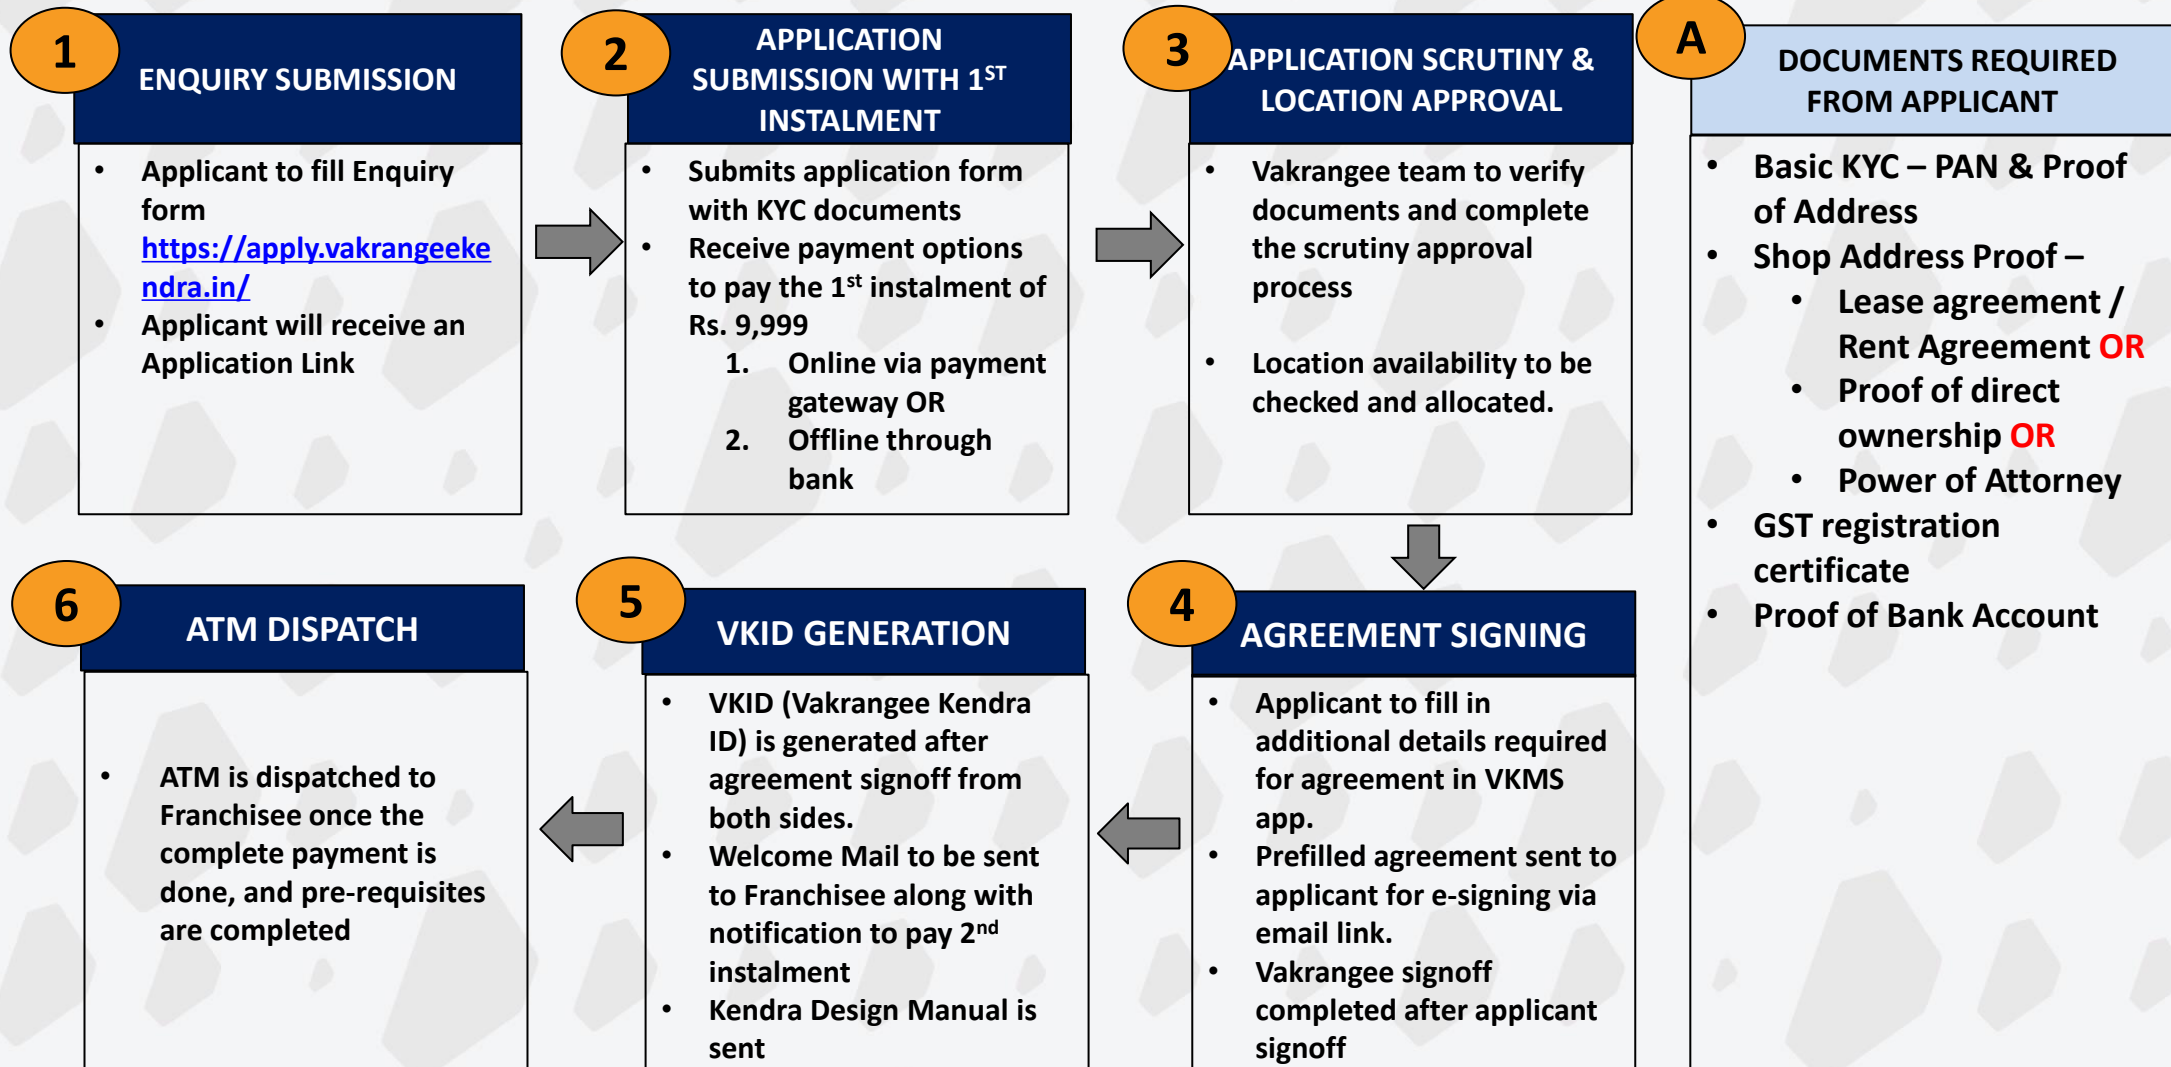 1
ENQUIRY SUBMISSION
• Applicant to fill Enquiry
form
https://apply.vakrangeeke
ndra.in/
• Applicant will receive an
Application Link
2
APPLICATION
SUBMISSION WITH 1ST
INSTALMENT
• Submits application form
with KYC documents
• Receive payment options
to pay the 1st instalment of
Rs. 9,999
1. Online via payment
gateway OR
2. Offline through
bank
3
APPLICATION SCRUTINY &
LOCATION APPROVAL
• Vakrangee team to verify
documents and complete
the scrutiny approval
process
• Location availability to be
checked and allocated.
4
AGREEMENT SIGNING
• Applicant to fill in
additional details required
for agreement in VKMS
app.
• Prefilled agreement sent to
applicant for e-signing via
email link.
• Vakrangee signoff
completed after applicant
signoff
5
VKID GENERATION
• VKID (Vakrangee Kendra
ID) is generated after
agreement signoff from
both sides.
• Welcome Mail to be sent
to Franchisee along with
notification to pay 2nd
instalment
• Kendra Design Manual is
sent
6
ATM DISPATCH
• ATM is dispatched to
Franchisee once the
complete payment is
done, and pre-requisites
are completed
A
DOCUMENTS REQUIRED
FROM APPLICANT
• Basic KYC – PAN & Proof
of Address
• Shop Address Proof –
• Lease agreement /
Rent Agreement OR
• Proof of direct
ownership OR
• Power of Attorney
• GST registration
certificate
• Proof of Bank Account